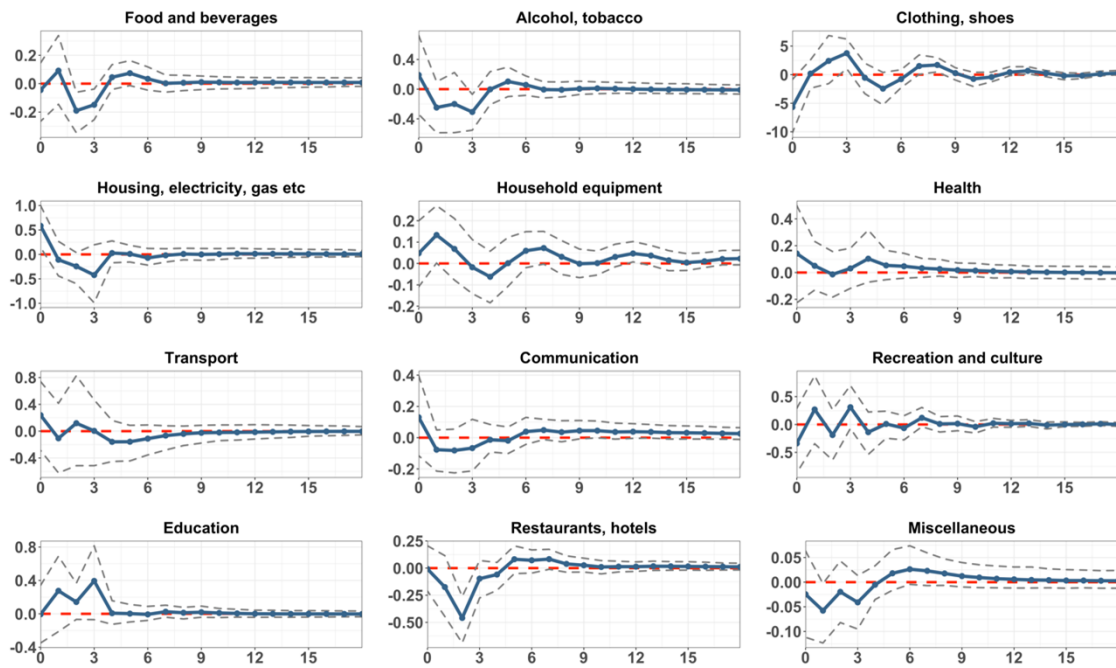 Food and beverages
0.2
0.0
-0.2
0 3 6 9 12 15
Alcohol, tobacco
0.4
0.0
-0.4
0 3 6 9 12 15
Clothing, shoes
5
0
-5
-10
0 3 6 9 12 15
Housing, electricity, gas etc
1.0
0.5
0.0
-0.5
-1.0
0 3 6 9 12 15
Household equipment
0.2
0.1
0.0
-0.1
-0.2
0 3 6 9 12 15
Health
0.4
0.2
0.0
-0.2
0 3 6 9 12 15
Transport
0.8
0.4
0.0
-0.4
0 3 6 9 12 15
Communication
0.4
0.2
0.0
-0.2
0 3 6 9 12 15
Recreation and culture
0.5
0.0
-0.5
0 3 6 9 12 15
Education
0.8
0.4
0.0
-0.4
0 3 6 9 12 15
Restaurants, hotels
0.25
0.00
-0.25
-0.50
0 3 6 9 12 15
Miscellaneous
0.05
0.00
-0.05
-0.10
0 3 6 9 12 15